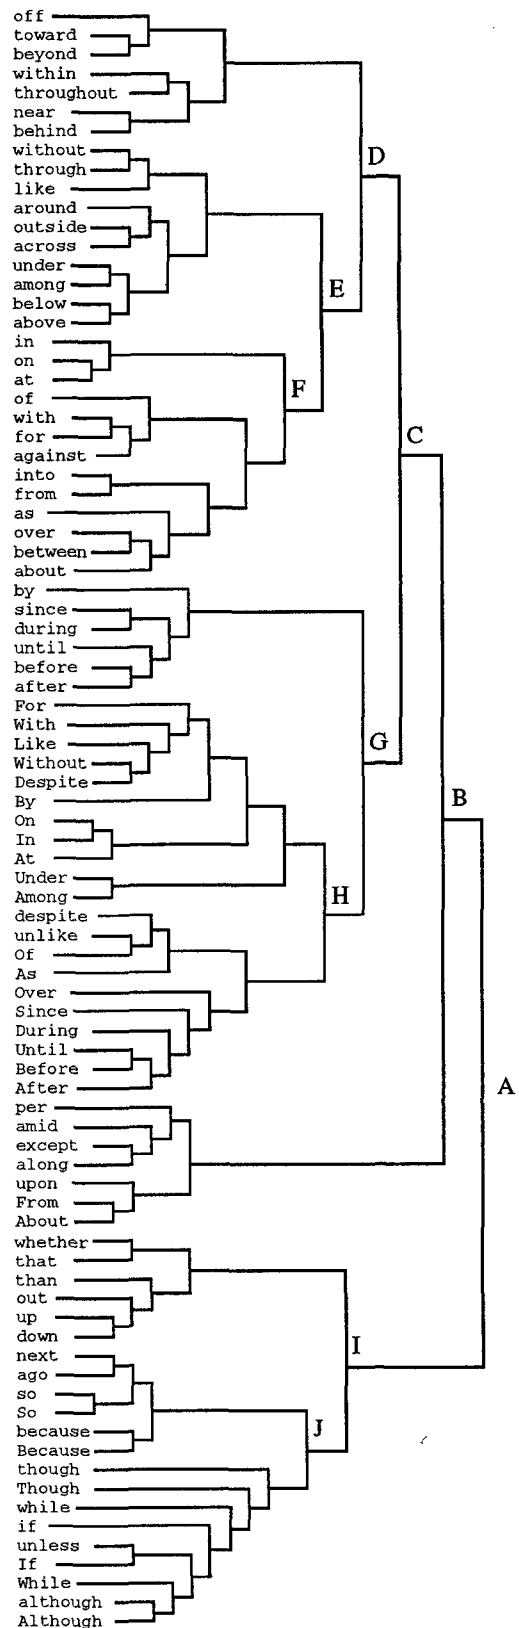 off
toward
beyond
within
throughout
near
behind
D
without
through
like
around
outside
across
under
among
E
below
above
in
on
at
F
of
with
for
C
against
into
from
as
over
between
about
by
since
during
until
before
after
For
With
G
Like
Without
Despite
B
By
On
In
At
Under
Among
H
despite
unlike
Of
As
Over
Since
During
Until
Before
A
After
per
amid
except
along
upon
From
About
whether
that
than
out
up
down
I
next
ago
so
So
J
because
Because
though
Though
while
if
unless
If
While
although
Although